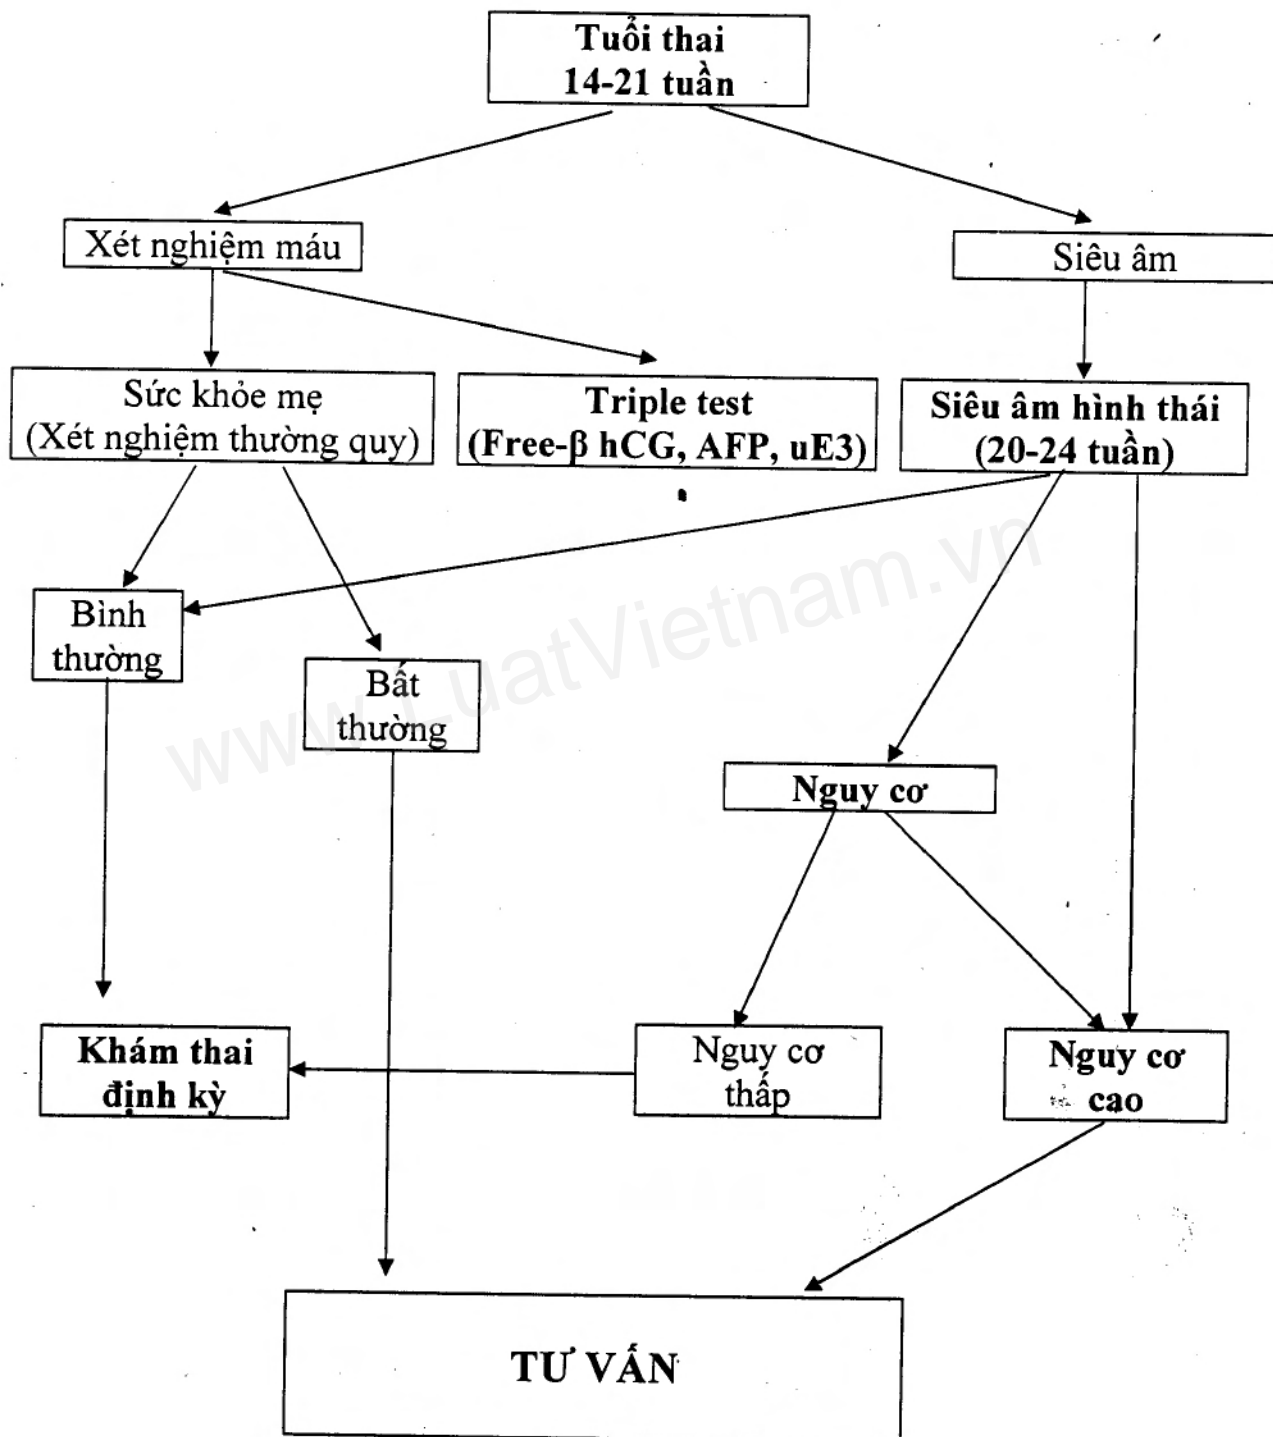 Tuổi thai
14-21 tuần
Xét nghiệm máu
Siêu âm
Sức khỏe mẹ
(Xét nghiệm thường quy)
Triple test
(Free-β hCG, AFP, uE3)
Siêu âm hình thái
(20-24 tuần)
Bình
thường
Bất
thường
www.LuatVietnam.vn
Nguy cơ
Khám thai
định kỳ
Nguy cơ
thấp
Nguy cơ
cao
TƯ VẤN